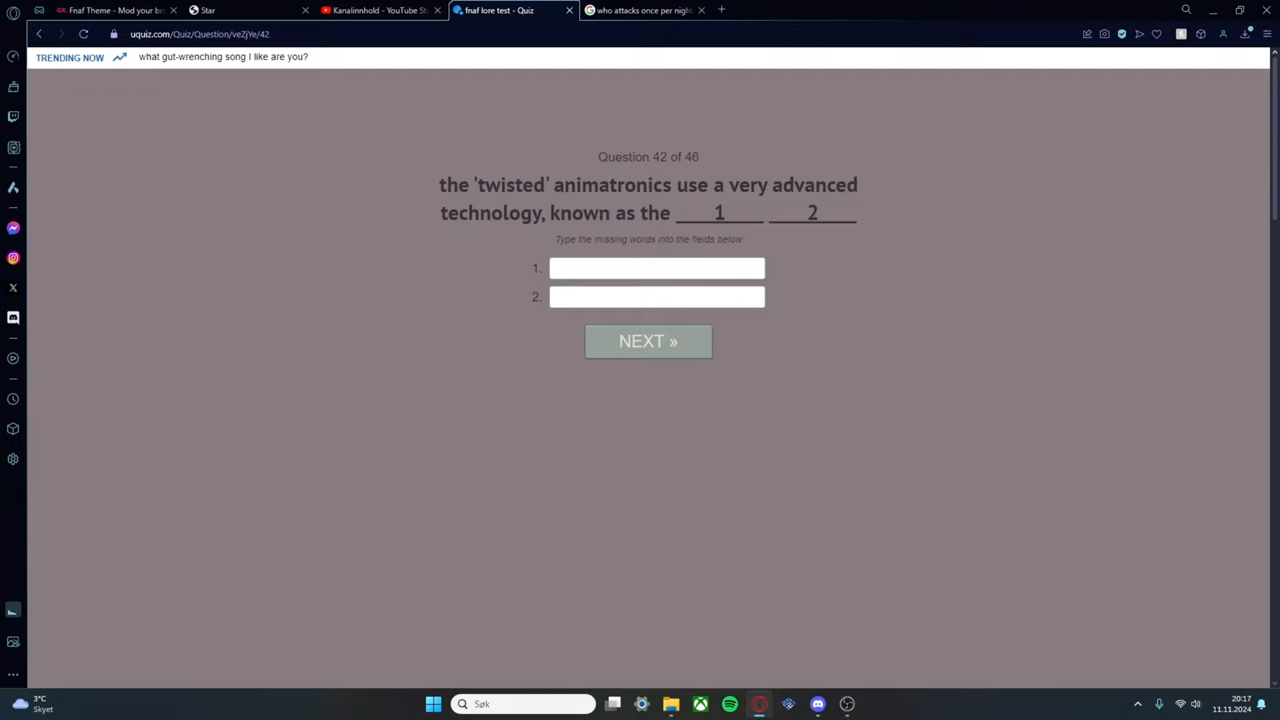 Fnaf Theme - Mod your br
Star
Kanalinnhold - YouTube St
fnaf lore test - Quiz
who attacks once per night
uquiz.com/Quiz/Question/veZjYe/42
TRENDING NOW
what gut-wrenching song I like are you?
Question 42 of 46
the 'twisted' animatronics use a very advanced
technology, known as the 1 2
Type the missing words into the fields below
1.
2.
NEXT »
3°C
Skyet
Søk
20:17
11.11.2024